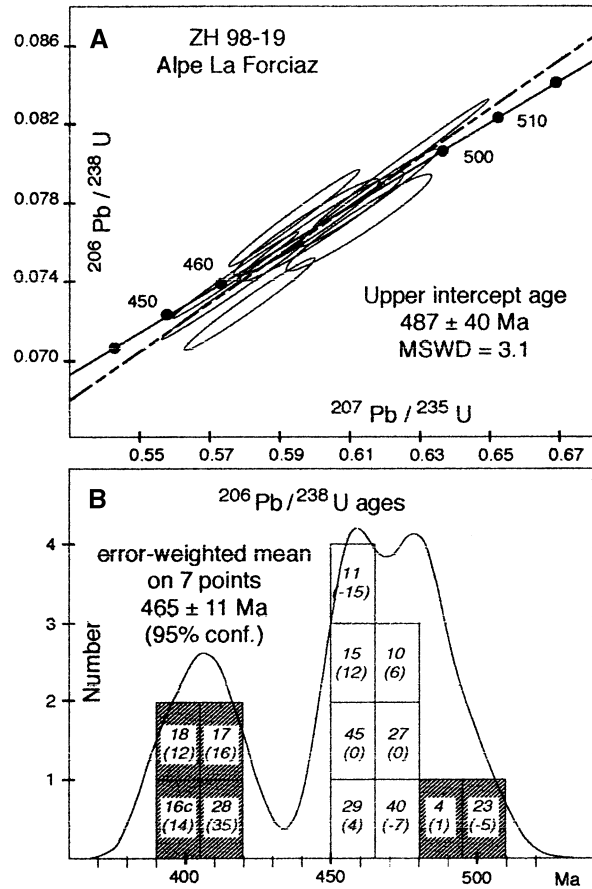 A
ZH 98-19
Alpe La Forciaz
0.086
0.082
0.078
0.074
0.070
206 Pb / 238 U
510
500
460
450
Upper intercept age
487 ± 40 Ma
MSWD = 3.1
207 Pb / 235 U
0.55 0.57 0.59 0.61 0.63 0.65 0.67
B
206 Pb/238 U ages
error-weighted mean
on 7 points
465 ± 11 Ma
(95% conf.)
Number
4
3
2
1
11
(-15)
15 10
(12) (6)
18 17 45 27
(12) (16) (0) (0)
16c 28 29 40 4 23
(14) (35) (4) (-7) (1) (-5)
400 450 500 Ma